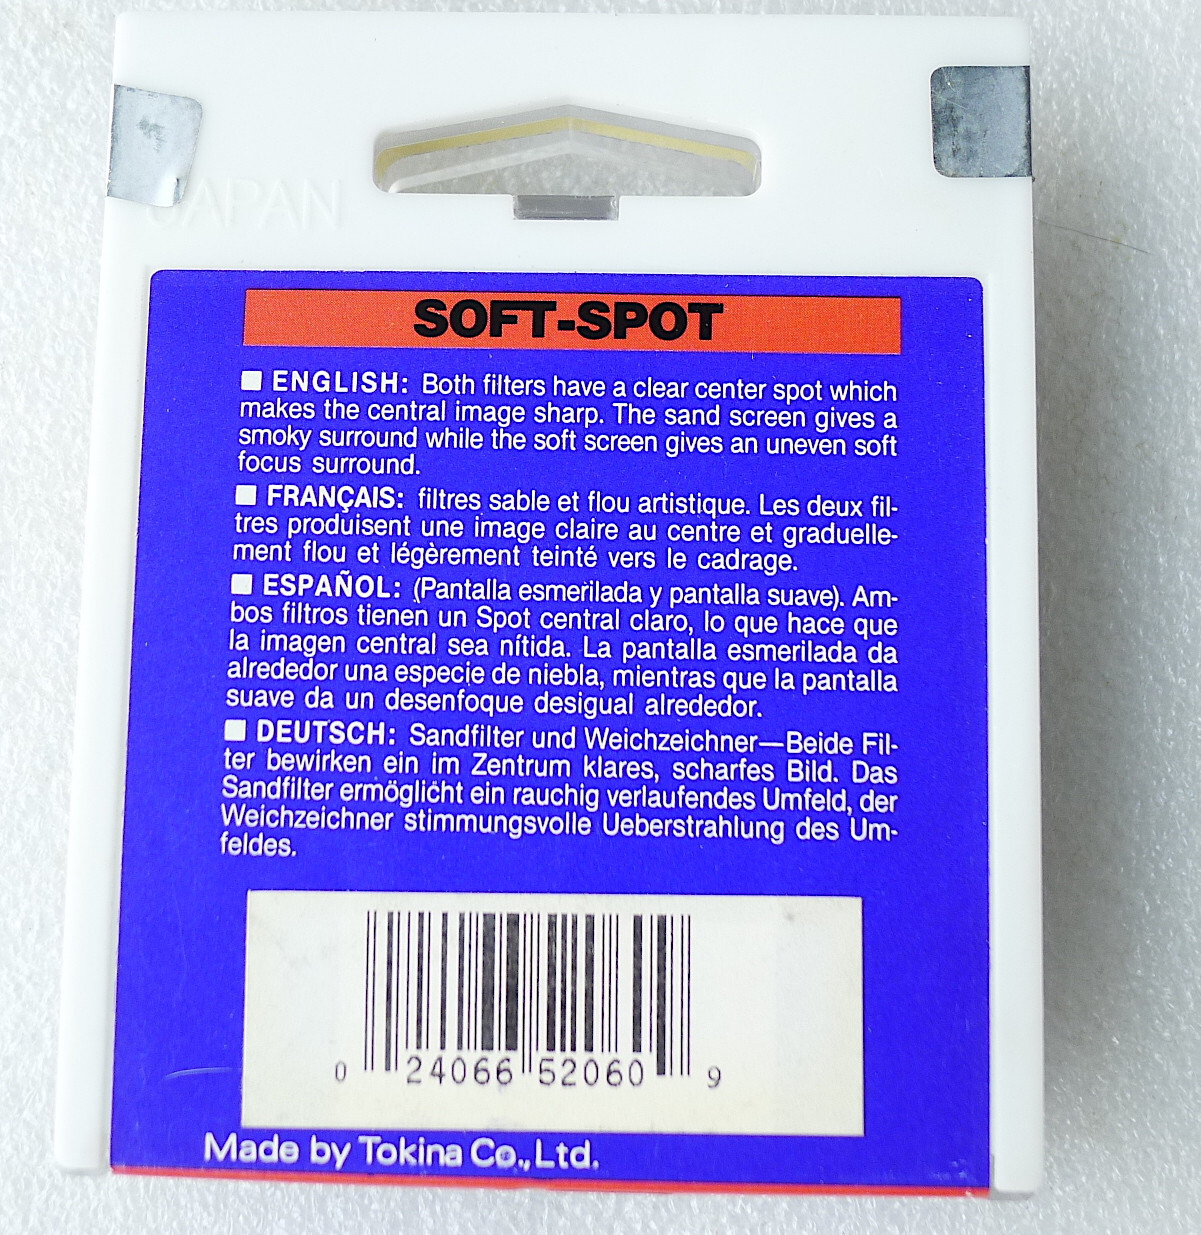 JAPAN
SOFT-SPOT
■ ENGLISH: Both filters have a clear center spot which
makes the central image sharp. The sand screen gives a
smoky surround while the soft screen gives an uneven soft
focus surround.
■ FRANÇAIS: filtres sable et flou artistique. Les deux fil-
tres produisent une image claire au centre et graduelle-
ment flou et légèrement teinté vers le cadrage.
■ ESPAÑOL: (Pantalla esmerilada y pantalla suave). Am-
bos filtros tienen un Spot central claro, lo que hace que
la imagen central sea nítida. La pantalla esmerilada da
alrededor una especie de niebla, mientras que la pantalla
suave da un desenfoque desigual alrededor.
■ DEUTSCH: Sandfilter und Weichzeichner—Beide Fil-
ter bewirken ein im Zentrum klares, scharfes Bild. Das
Sandfilter ermöglicht ein rauchig verlaufendes Umfeld, der
Weichzeichner stimmungsvolle Ueberstrahlung des Um-
feldes.
0 24066 52060 9
Made by Tokina Co., Ltd.